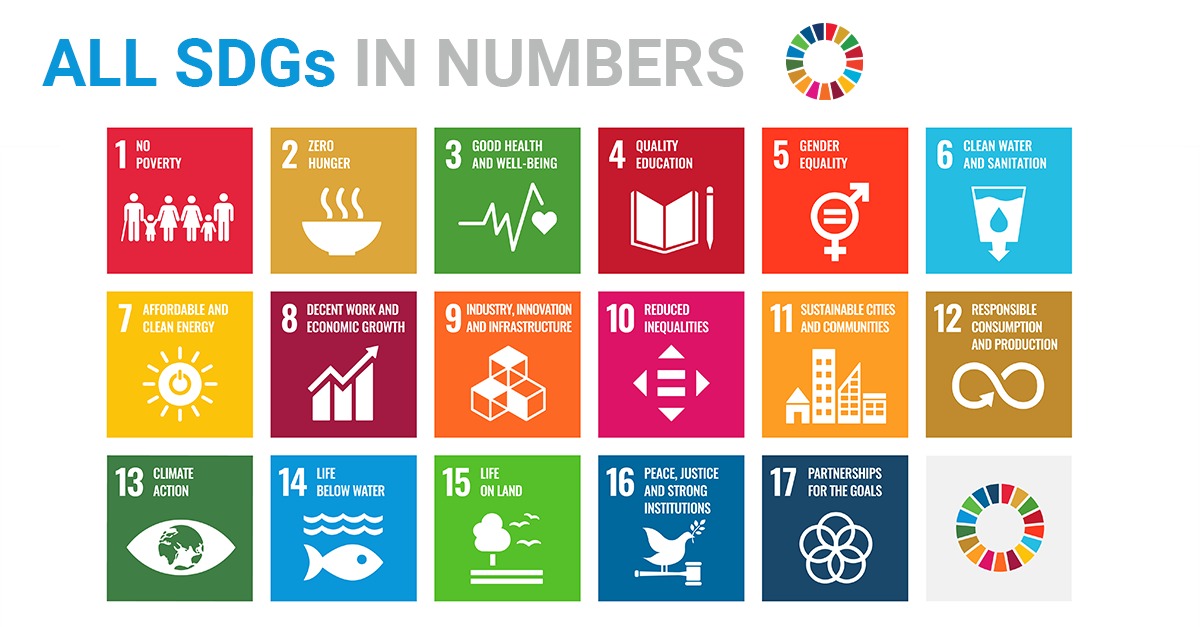 ALL SDGs IN NUMBERS
1 NO
POVERTY
2 ZERO
HUNGER
3 GOOD HEALTH
AND WELL-BEING
4 QUALITY
EDUCATION
5 GENDER
EQUALITY
6 CLEAN WATER
AND SANITATION
7 AFFORDABLE AND
CLEAN ENERGY
8 DECENT WORK AND
ECONOMIC GROWTH
9 INDUSTRY, INNOVATION
AND INFRASTRUCTURE
10 REDUCED
INEQUALITIES
11 SUSTAINABLE CITIES
AND COMMUNITIES
12 RESPONSIBLE
CONSUMPTION
AND PRODUCTION
13 CLIMATE
ACTION
14 LIFE
BELOW WATER
15 LIFE
ON LAND
16 PEACE, JUSTICE
AND STRONG
INSTITUTIONS
17 PARTNERSHIPS
FOR THE GOALS